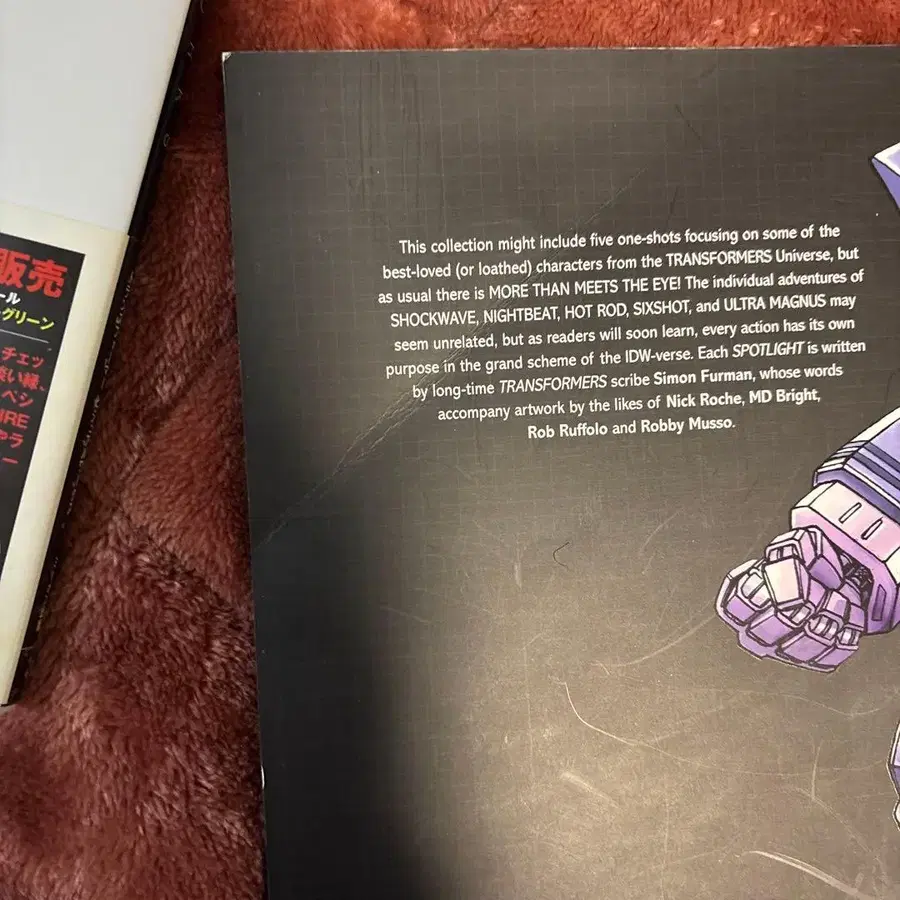 販売
ール
グリーン
チェッ
い縁、
ペシ
IRE
ラ
ー
This collection might include five one-shots focusing on some of the
best-loved (or loathed) characters from the TRANSFORMERS Universe, but
as usual there is MORE THAN MEETS THE EYE! The individual adventures of
SHOCKWAVE, NIGHTBEAT, HOT ROD, SIXSHOT, and ULTRA MAGNUS may
seem unrelated, but as readers will soon learn, every action has its own
purpose in the grand scheme of the IDW-verse. Each SPOTLIGHT is written
by long-time TRANSFORMERS scribe Simon Furman, whose words
accompany artwork by the likes of Nick Roche, MD Bright,
Rob Ruffolo and Robby Musso.